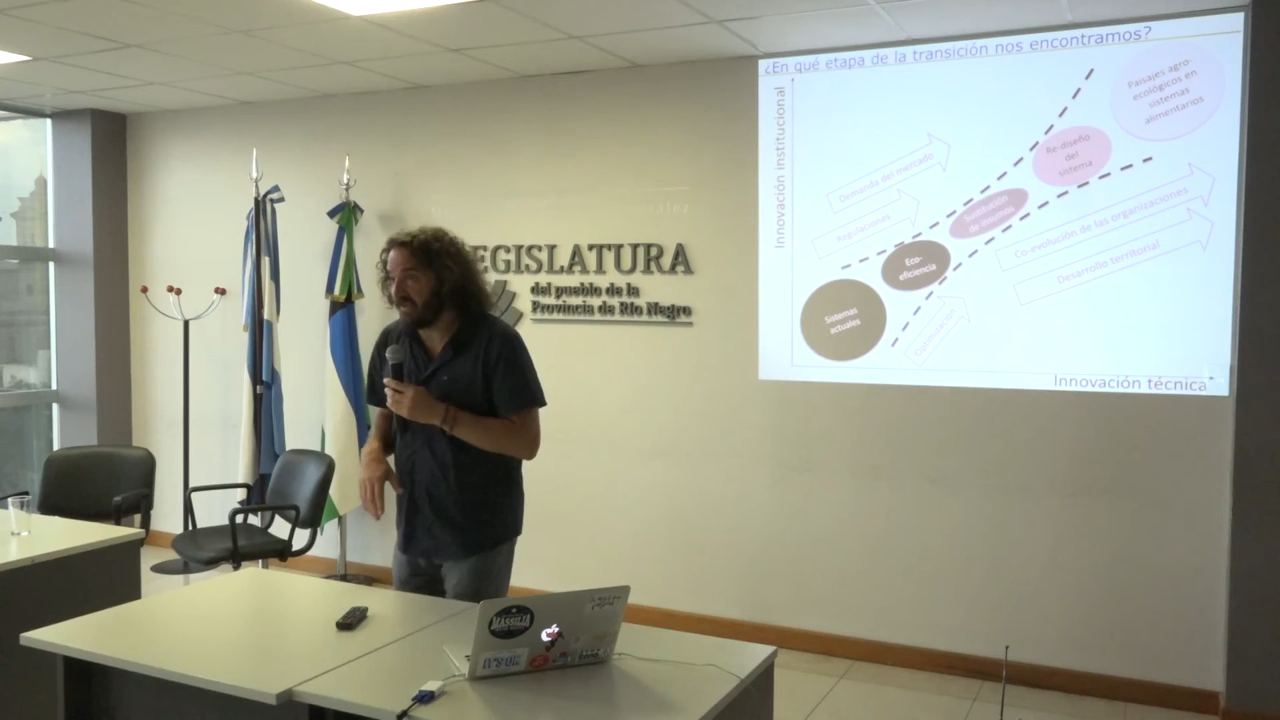 ¿En qué etapa de la transición nos encontramos?
Innovación institucional
Paisajes agro-
ecológicos en
sistemas
alimentarios
Re-diseño
del
sistema
Demanda del mercado
Regulaciones
Sustitución
de insumos
Co-evolución de las organizaciones
Desarrollo territorial
Eco-
eficiencia
Sistemas
actuales
Optimización
Innovación técnica
EGISLATURA
del pueblo de la
Provincia de Río Negro
MASSILIA